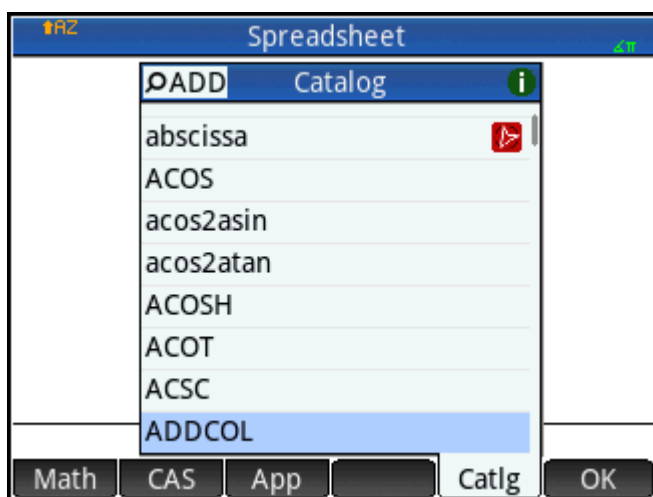 AZ
Spreadsheet
∡π
ADD Catalog i
abscissa
ACOS
acos2asin
acos2atan
ACOSH
ACOT
ACSC
ADDCOL
Math CAS App Catlg OK